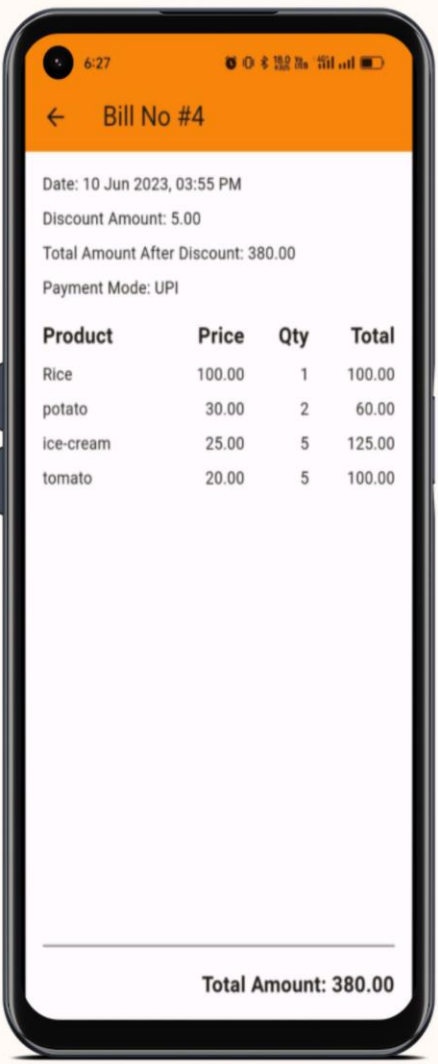 6:27
Bill No #4
Date: 10 Jun 2023, 03:55 PM
Discount Amount: 5.00
Total Amount After Discount: 380.00
Payment Mode: UPI
Product Price Qty Total
Rice 100.00 1 100.00
potato 30.00 2 60.00
ice-cream 25.00 5 125.00
tomato 20.00 5 100.00
Total Amount: 380.00